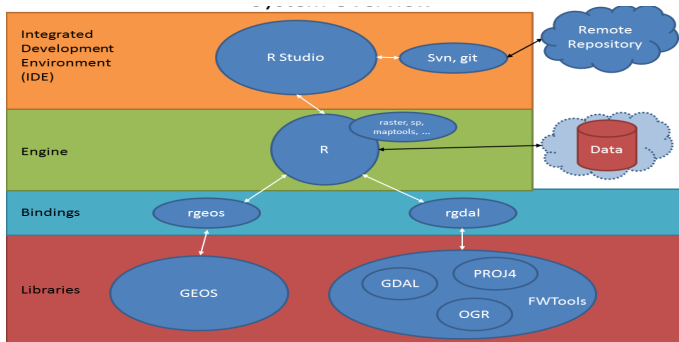 Integrated
Development
Environment
(IDE)
R Studio
Svn, git
Remote
Repository
Engine
R
raster, sp,
maptools, ...
Data
Bindings
rgeos
rgdal
Libraries
GEOS
GDAL
PROJ4
FWTools
OGR